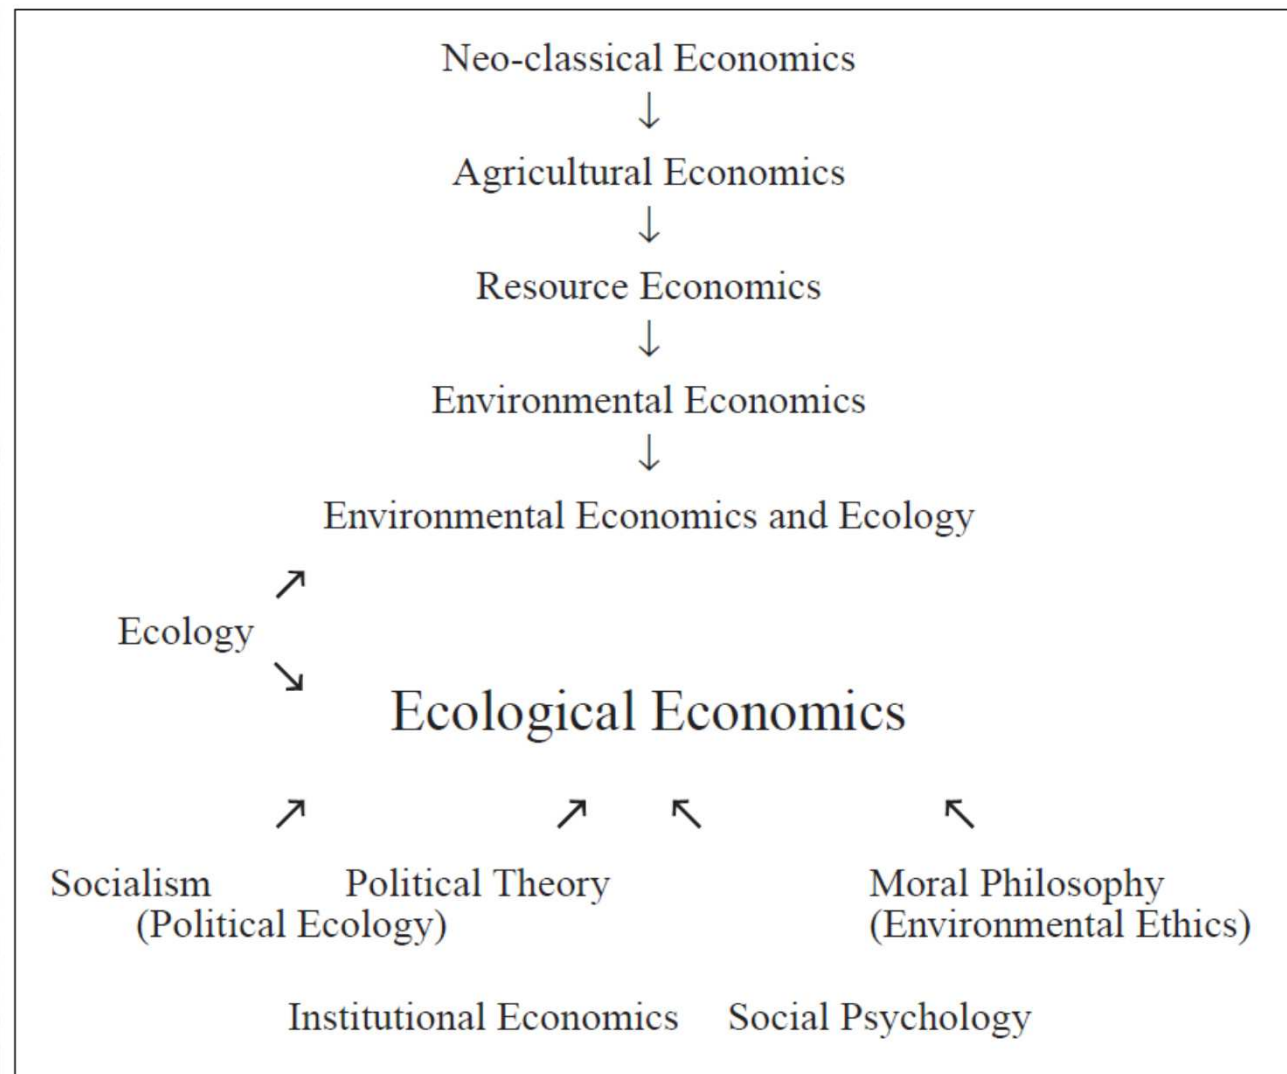 Neo-classical Economics
↓
Agricultural Economics
↓
Resource Economics
↓
Environmental Economics
↓
Environmental Economics and Ecology
↗
Ecology
↘
Ecological Economics
↗ ↗ ↖ ↖
Socialism Political Theory Moral Philosophy
(Political Ecology) (Environmental Ethics)
Institutional Economics Social Psychology